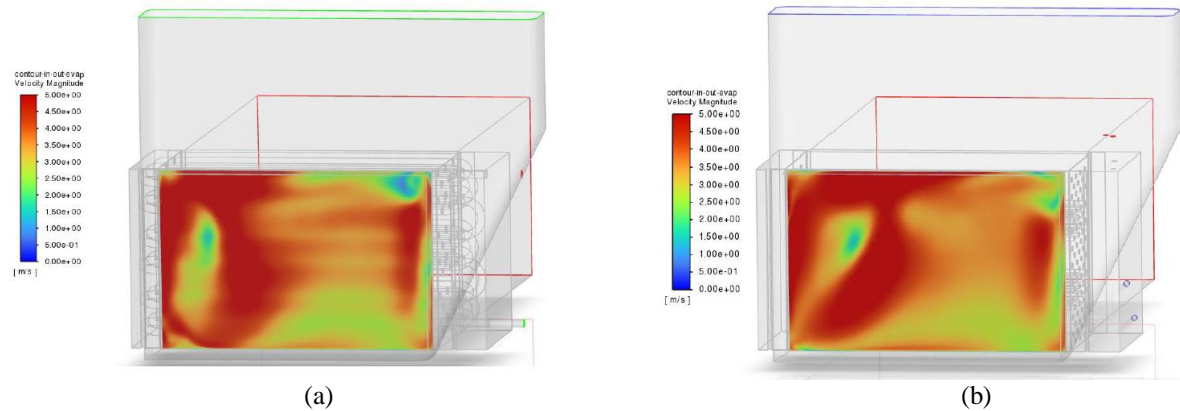 contour-in-out-evap
Velocity Magnitude
5.00e+00
4.50e+00
4.00e+00
3.50e+00
3.00e+00
2.50e+00
2.00e+00
1.50e+00
1.00e+00
5.00e-01
0.00e+00
[ m/s ]
(a)
contour-in-out-evap
Velocity Magnitude
5.00e+00
4.50e+00
4.00e+00
3.50e+00
3.00e+00
2.50e+00
2.00e+00
1.50e+00
1.00e+00
5.00e-01
0.00e+00
[ m/s ]
(b)